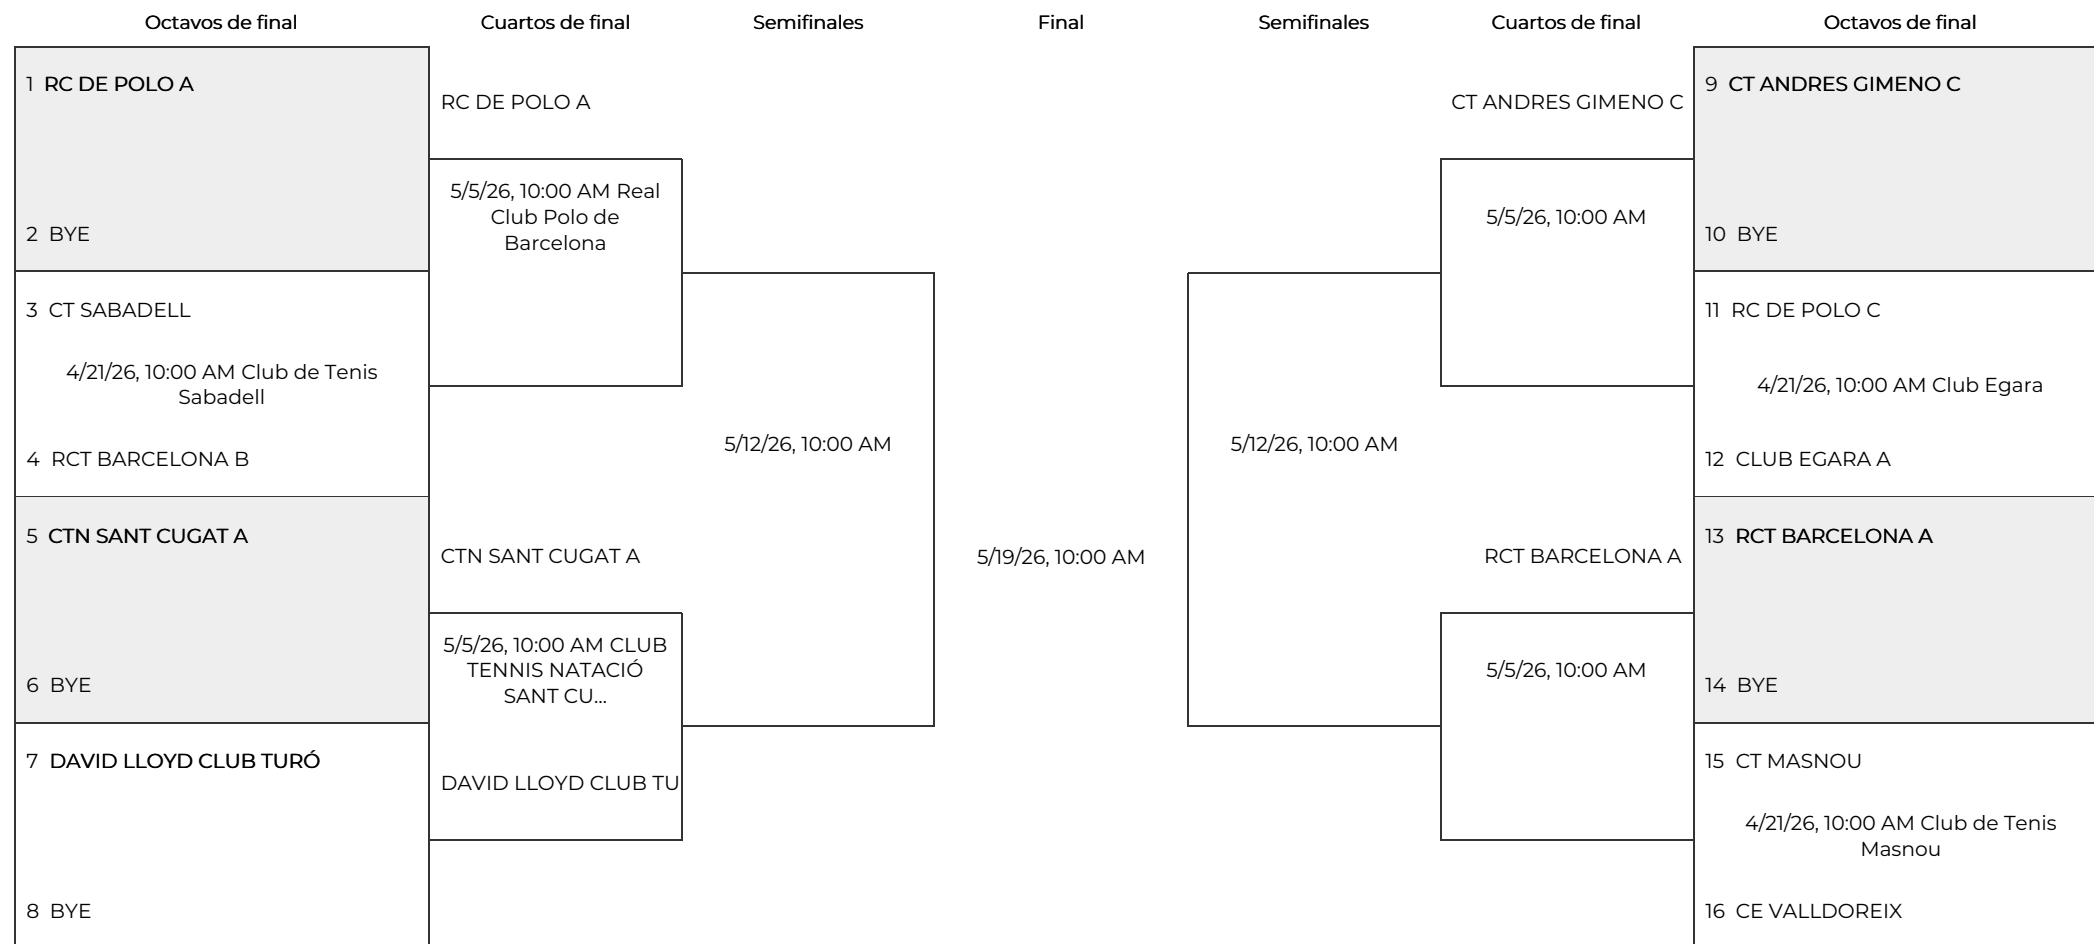 Octavos de final
Cuartos de final
Semifinales
Final
Semifinales
Cuartos de final
Octavos de final
1 RC DE POLO A
2 BYE
3 CT SABADELL
4/21/26, 10:00 AM Club de Tenis
Sabadell
4 RCT BARCELONA B
5 CTN SANT CUGAT A
6 BYE
7 DAVID LLOYD CLUB TURÓ
8 BYE
RC DE POLO A
5/5/26, 10:00 AM Real
Club Polo de
Barcelona
CTN SANT CUGAT A
5/5/26, 10:00 AM CLUB
TENNIS NATACIÓ
SANT CU...
DAVID LLOYD CLUB TU
5/12/26, 10:00 AM
5/19/26, 10:00 AM
5/12/26, 10:00 AM
CT ANDRES GIMENO C
5/5/26, 10:00 AM
RCT BARCELONA A
5/5/26, 10:00 AM
9 CT ANDRES GIMENO C
10 BYE
11 RC DE POLO C
4/21/26, 10:00 AM Club Egara
12 CLUB EGARA A
13 RCT BARCELONA A
14 BYE
15 CT MASNOU
4/21/26, 10:00 AM Club de Tenis
Masnou
16 CE VALLDOREIX